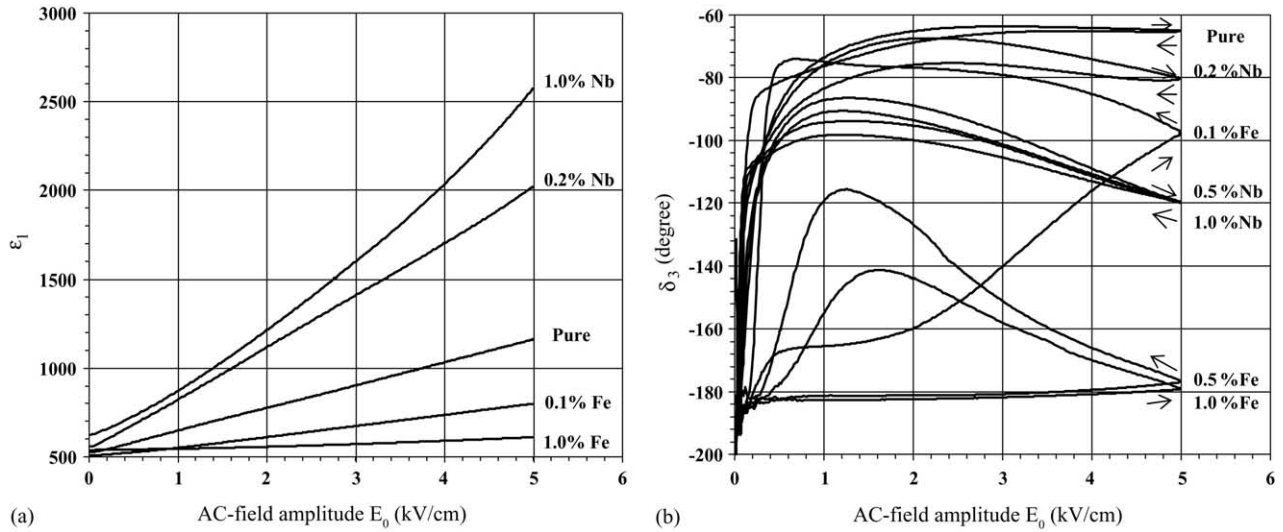 3000
2500
2000
1500
1000
500
ε₁
0 1 2 3 4 5 6
1.0% Nb
0.2% Nb
Pure
0.1% Fe
1.0% Fe
(a)
AC-field amplitude E₀ (kV/cm)
-60
-80
-100
-120
-140
-160
-180
-200
δ₃ (degree)
0 1 2 3 4 5 6
Pure
0.2%Nb
0.1%Fe
0.5%Nb
1.0%Nb
0.5%Fe
1.0%Fe
(b)
AC-field amplitude E₀ (kV/cm)